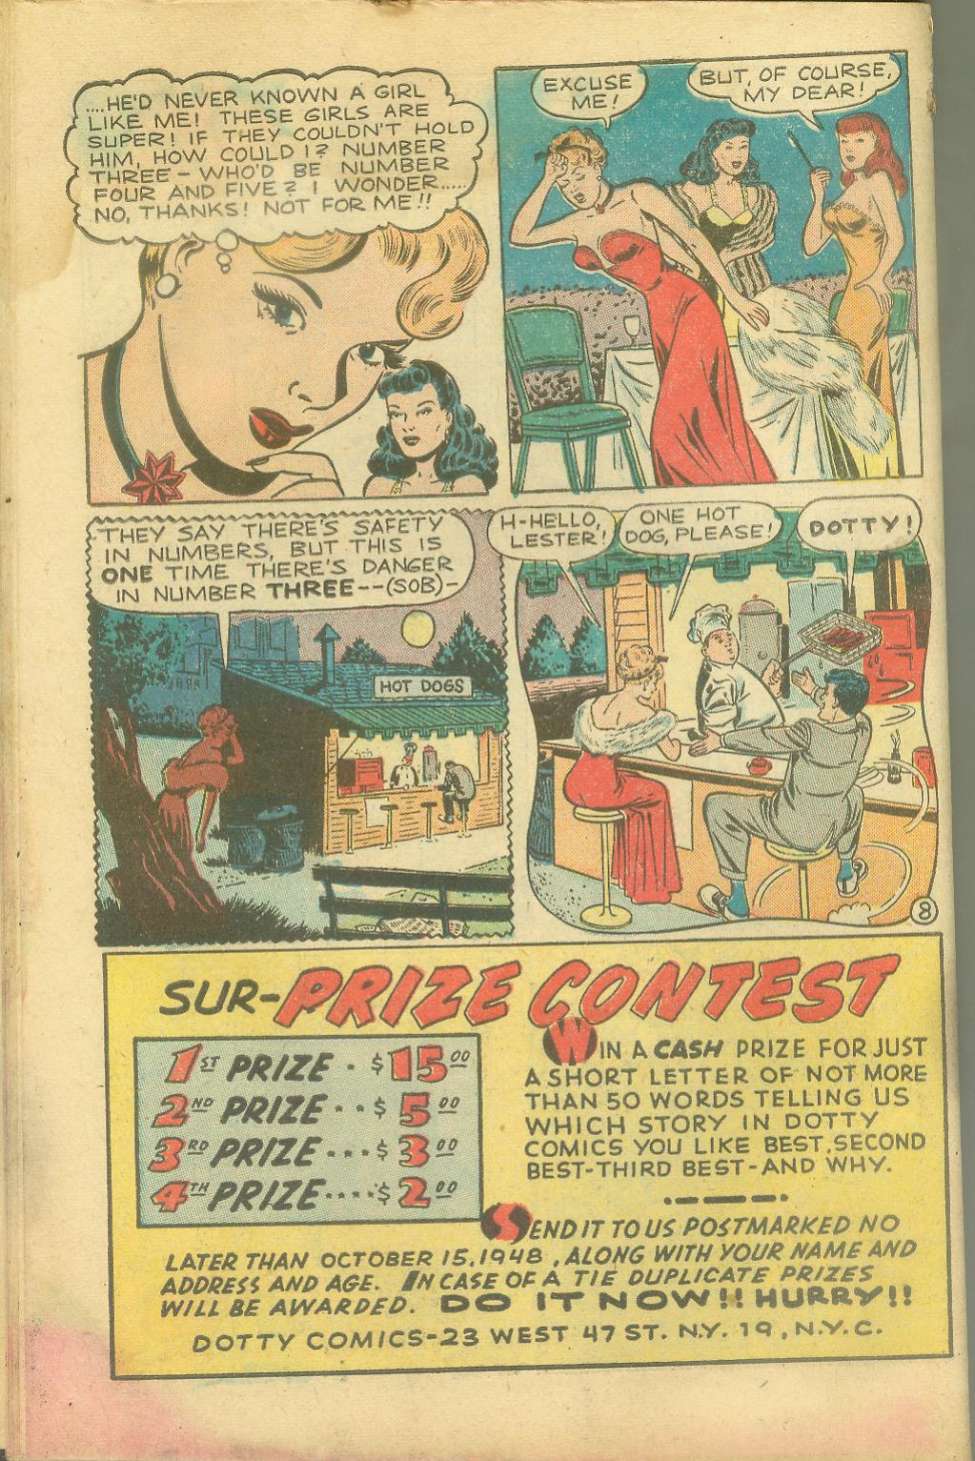 ....HE'D NEVER KNOWN A GIRL
LIKE ME! THESE GIRLS ARE
SUPER! IF THEY COULDN'T HOLD
HIM, HOW COULD I? NUMBER
THREE - WHO'D BE NUMBER
FOUR AND FIVE? I WONDER.....
NO, THANKS! NOT FOR ME!!
EXCUSE
ME!
BUT, OF COURSE,
MY DEAR!
THEY SAY THERE'S SAFETY
IN NUMBERS, BUT THIS IS
ONE TIME THERE'S DANGER
IN NUMBER THREE--(SOB)-
HOT DOGS
H-HELLO,
LESTER!
ONE HOT
DOG, PLEASE!
DOTTY!
8
SUR-PRIZE CONTEST
1ST PRIZE . $15.00
2ND PRIZE .. $5.00
3RD PRIZE ... $3.00
4TH PRIZE .... $2.00
WIN A CASH PRIZE FOR JUST
A SHORT LETTER OF NOT MORE
THAN 50 WORDS TELLING US
WHICH STORY IN DOTTY
COMICS YOU LIKE BEST, SECOND
BEST-THIRD BEST-AND WHY.
SEND IT TO US POSTMARKED NO
LATER THAN OCTOBER 15, 1948, ALONG WITH YOUR NAME AND
ADDRESS AND AGE. IN CASE OF A TIE DUPLICATE PRIZES
WILL BE AWARDED. DO IT NOW!! HURRY!!
DOTTY COMICS-23 WEST 47 ST. N.Y. 19, N.Y.C.